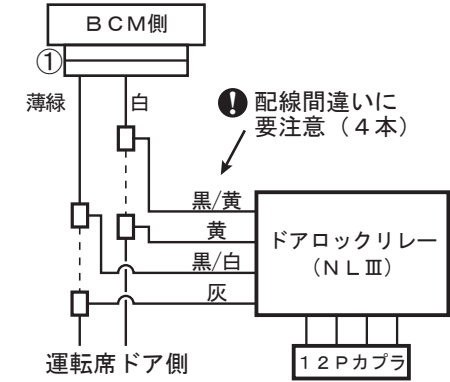 BCM側
①
薄緑
白
! 配線間違いに
要注意（4本）
黒/黄
黄
黒/白
灰
ドアロックリレー
（NLⅢ）
運転席ドア側
12Pカプラ